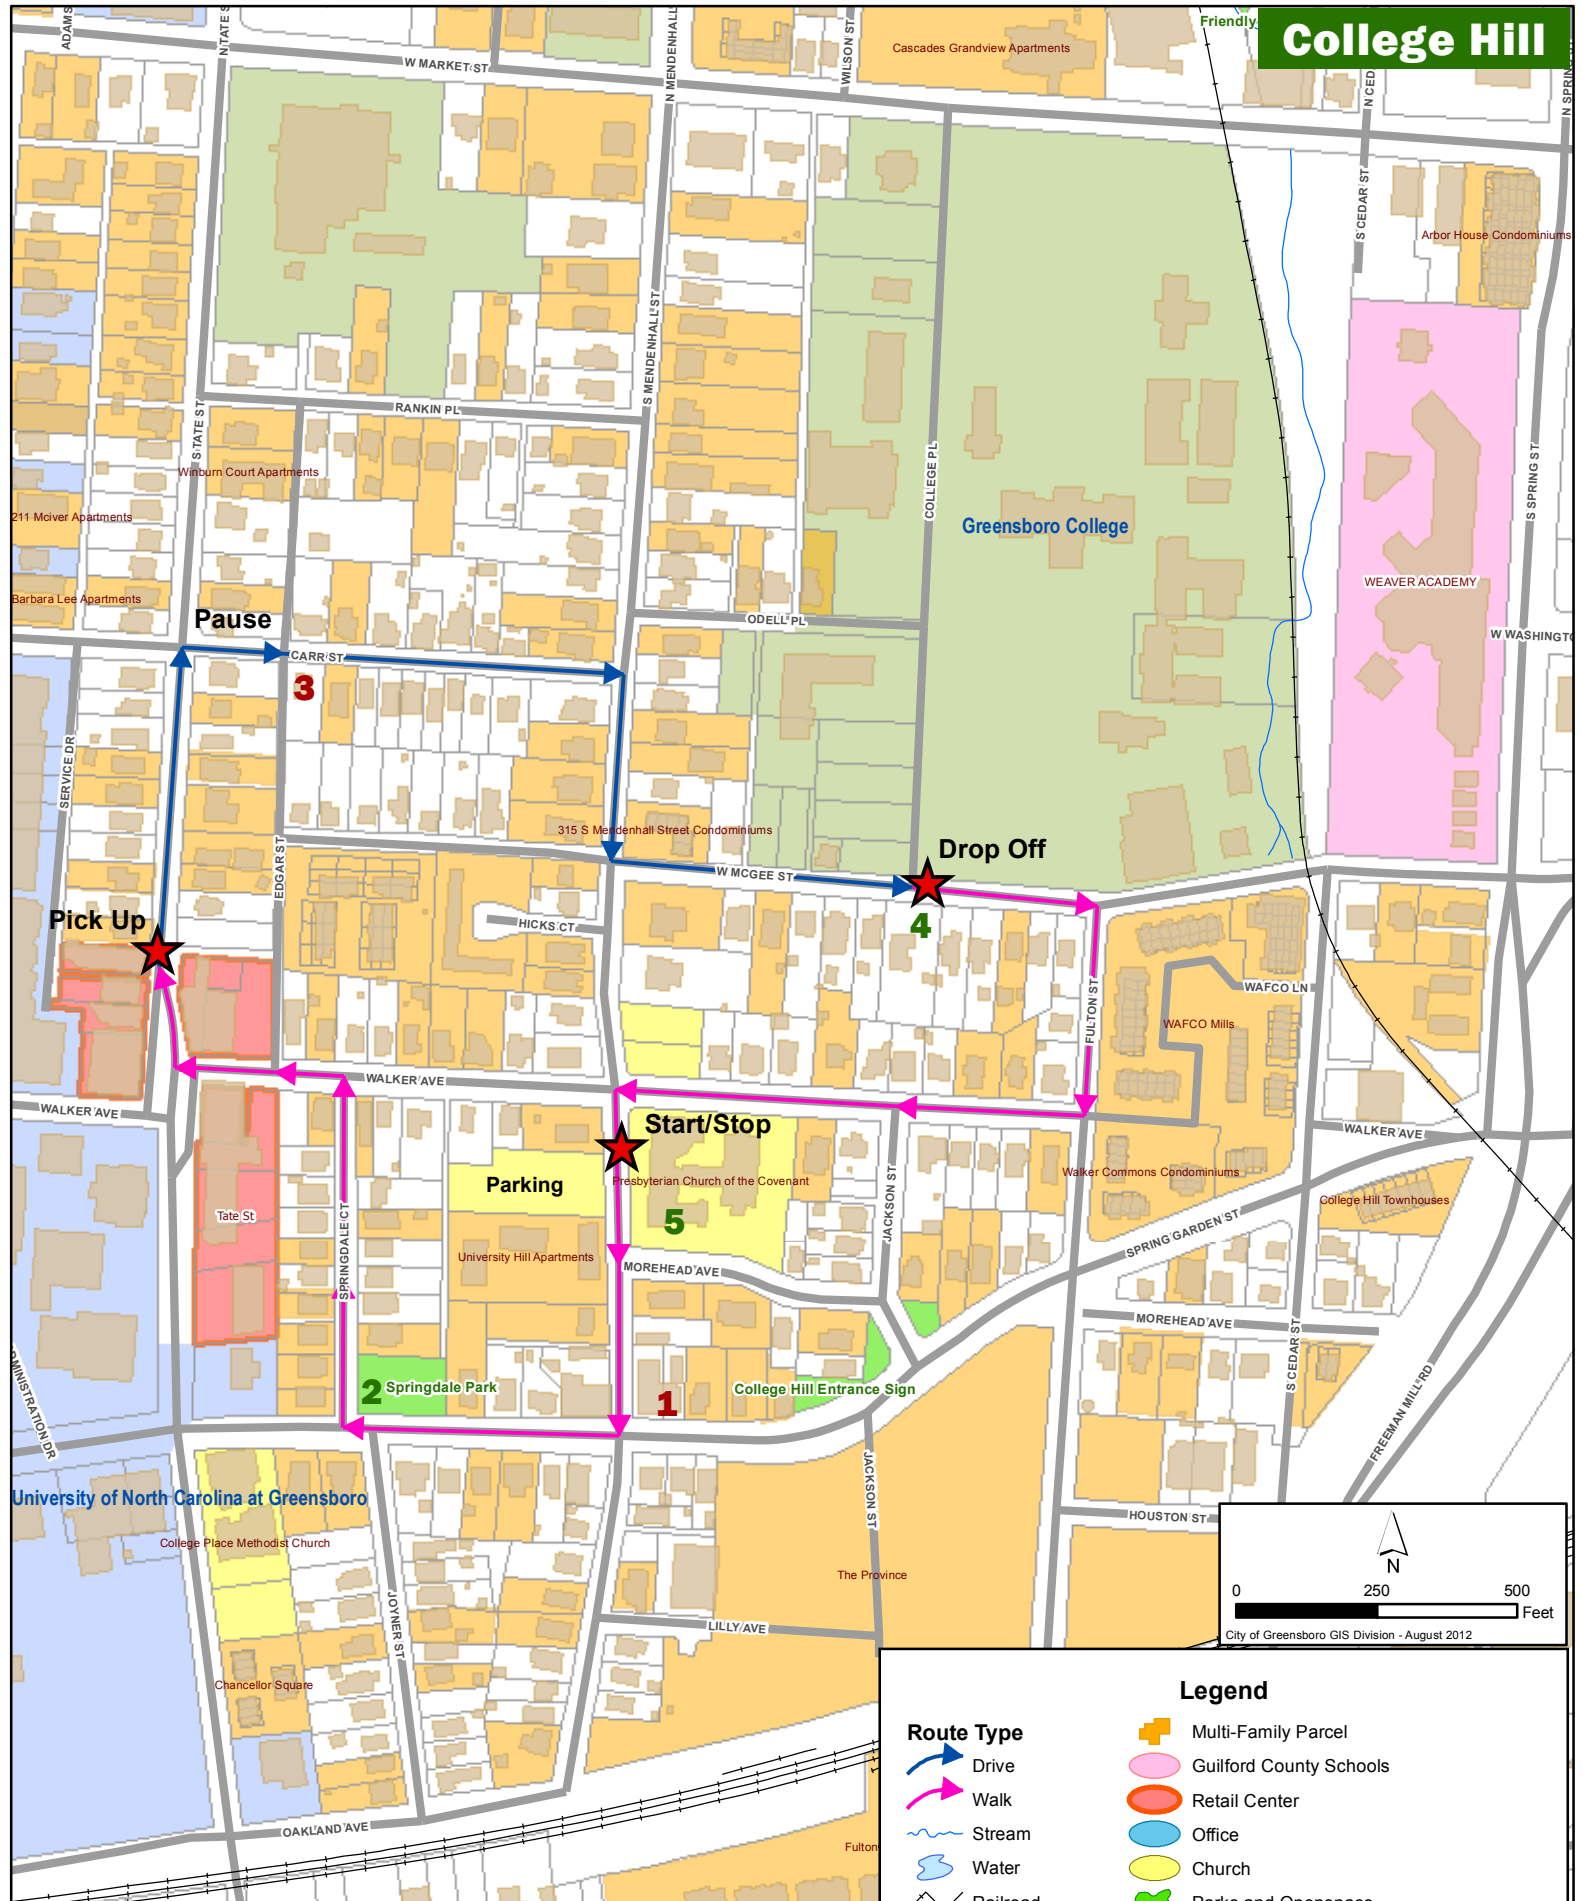 College Hill
Friendly
Cascades Grandview Apartments
ADAMS
N TATE S
W MARKET ST
N MENDENHALL
WILSON ST
N CED
N SPRING ST
S CEDAR ST
Arbor House Condominiums
S MENDENHALL ST
S TATE ST
RANKIN PL
Winburn Court Apartments
COLLEGE PL
S SPRING ST
211 Mciver Apartments
Greensboro College
WEAVER ACADEMY
Barbara Lee Apartments
Pause
ODELL PL
W WASHINGTO
CARR ST
3
SERVICE DR
315 S Mendenhall Street Condominiums
Drop Off
EDGAR ST
W MCGEE ST
Pick Up
HICKS CT
4
WAFCO LN
FULTON ST
WAFCO Mills
WALKER AVE
WALKER AVE
Start/Stop
WALKER AVE
Presbyterian Church of the Covenant
Walker Commons Condominiums
Parking
JACKSON ST
College Hill Townhouses
Tate St
5
SPRINGDALE CT
SPRING GARDEN ST
University Hill Apartments
MOREHEAD AVE
MOREHEAD AVE
DMINISTRATION DR
2
Springdale Park
1
College Hill Entrance Sign
S CEDAR ST
FREEMAN MILL RD
University of North Carolina at Greensboro
JACKSON ST
HOUSTON ST
College Place Methodist Church
The Province
N
0 250 500
Feet
City of Greensboro GIS Division - August 2012
JOYNER ST
LILLY AVE
Chancellor Square
OAKLAND AVE
Fulton
Legend
Route Type
Drive
Walk
Stream
Water
Railroad
Multi-Family Parcel
Guilford County Schools
Retail Center
Office
Church
Parks and Openspace